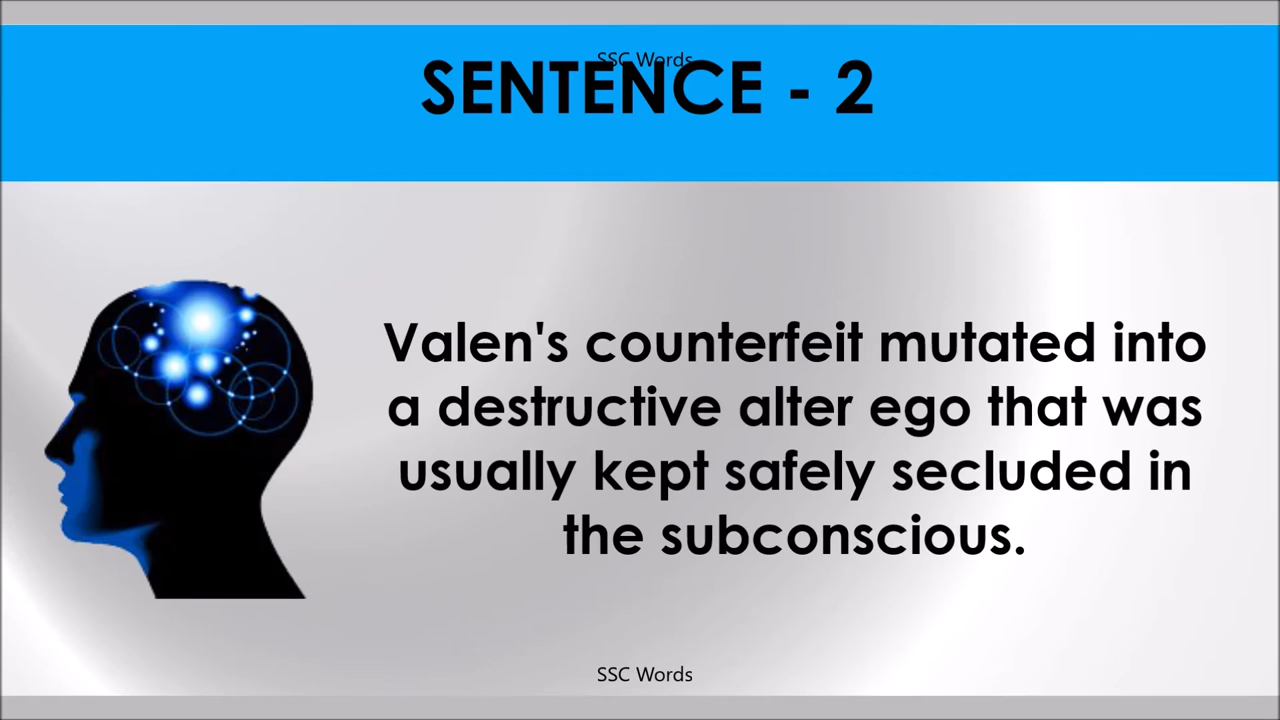 SSC Words
SENTENCE - 2
Valen's counterfeit mutated into
a destructive alter ego that was
usually kept safely secluded in
the subconscious.
SSC Words